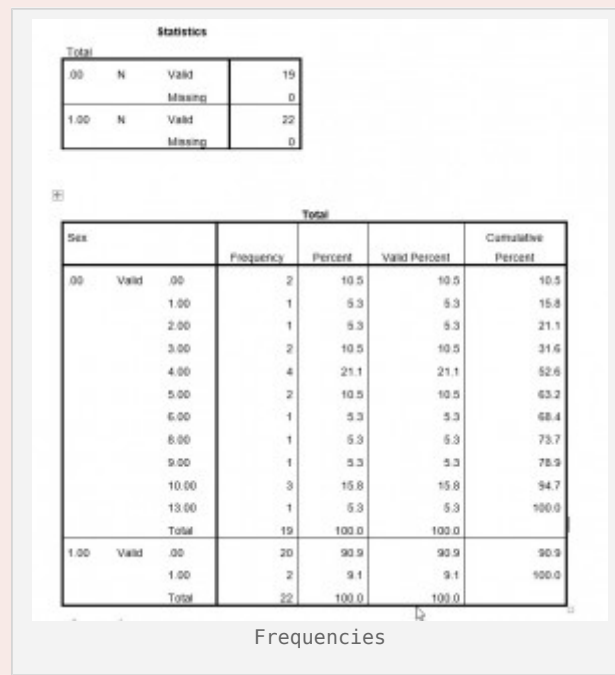 Statistics
Total
.00 N Valid 19
Missing 0
1.00 N Valid 22
Missing 0
Total
Sex Frequency Percent Valid Percent Cumulative Percent
.00 Valid .00 2 10.5 10.5 10.5
1.00 1 5.3 5.3 15.8
2.00 1 5.3 5.3 21.1
3.00 2 10.5 10.5 31.6
4.00 4 21.1 21.1 52.6
5.00 2 10.5 10.5 63.2
6.00 1 5.3 5.3 68.4
8.00 1 5.3 5.3 73.7
9.00 1 5.3 5.3 78.9
10.00 3 15.8 15.8 94.7
13.00 1 5.3 5.3 100.0
Total 19 100.0 100.0
1.00 Valid .00 20 90.9 90.9 90.9
1.00 2 9.1 9.1 100.0
Total 22 100.0 100.0
Frequencies